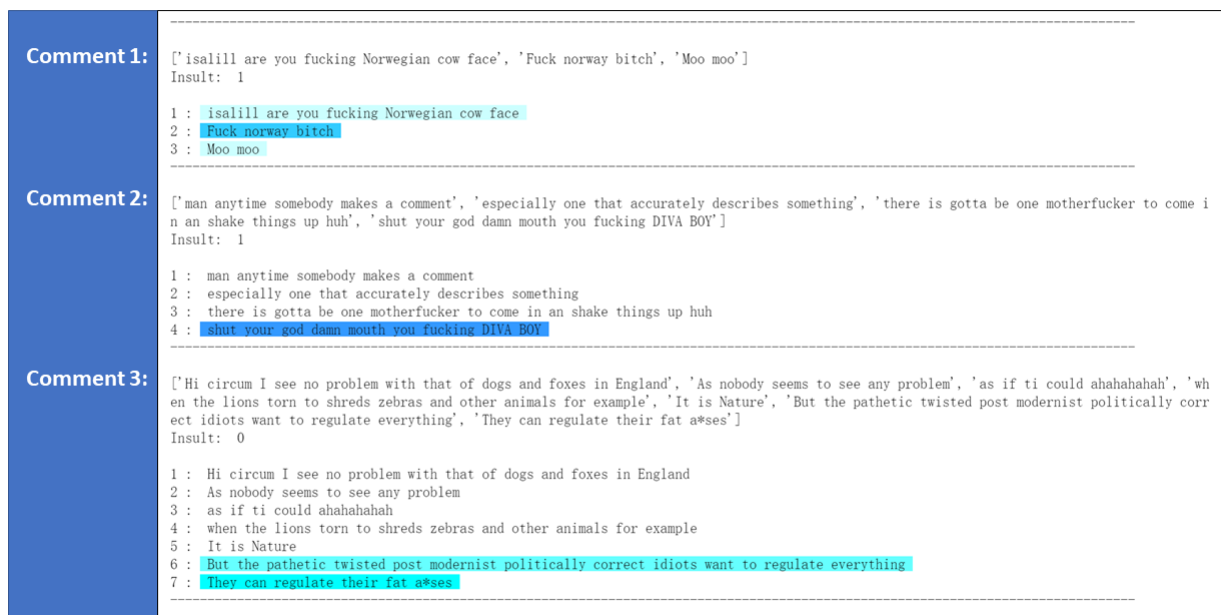 --------------------------------------------------------------------------------------------------------------------------------
Comment 1:
['isalill are you fucking Norwegian cow face', 'Fuck norway bitch', 'Moo moo']
Insult: 1
1 : isalill are you fucking Norwegian cow face
2 : Fuck norway bitch
3 : Moo moo
--------------------------------------------------------------------------------------------------------------------------------
Comment 2:
['man anytime somebody makes a comment', 'especially one that accurately describes something', 'there is gotta be one motherfucker to come i
n an shake things up huh', 'shut your god damn mouth you fucking DIVA BOY']
Insult: 1
1 : man anytime somebody makes a comment
2 : especially one that accurately describes something
3 : there is gotta be one motherfucker to come in an shake things up huh
4 : shut your god damn mouth you fucking DIVA BOY
--------------------------------------------------------------------------------------------------------------------------------
Comment 3:
['Hi circum I see no problem with that of dogs and foxes in England', 'As nobody seems to see any problem', 'as if ti could ahahahahah', 'wh
en the lions torn to shreds zebras and other animals for example', 'It is Nature', 'But the pathetic twisted post modernist politically corr
ect idiots want to regulate everything', 'They can regulate their fat a*ses']
Insult: 0
1 : Hi circum I see no problem with that of dogs and foxes in England
2 : As nobody seems to see any problem
3 : as if ti could ahahahahah
4 : when the lions torn to shreds zebras and other animals for example
5 : It is Nature
6 : But the pathetic twisted post modernist politically correct idiots want to regulate everything
7 : They can regulate their fat a*ses
--------------------------------------------------------------------------------------------------------------------------------